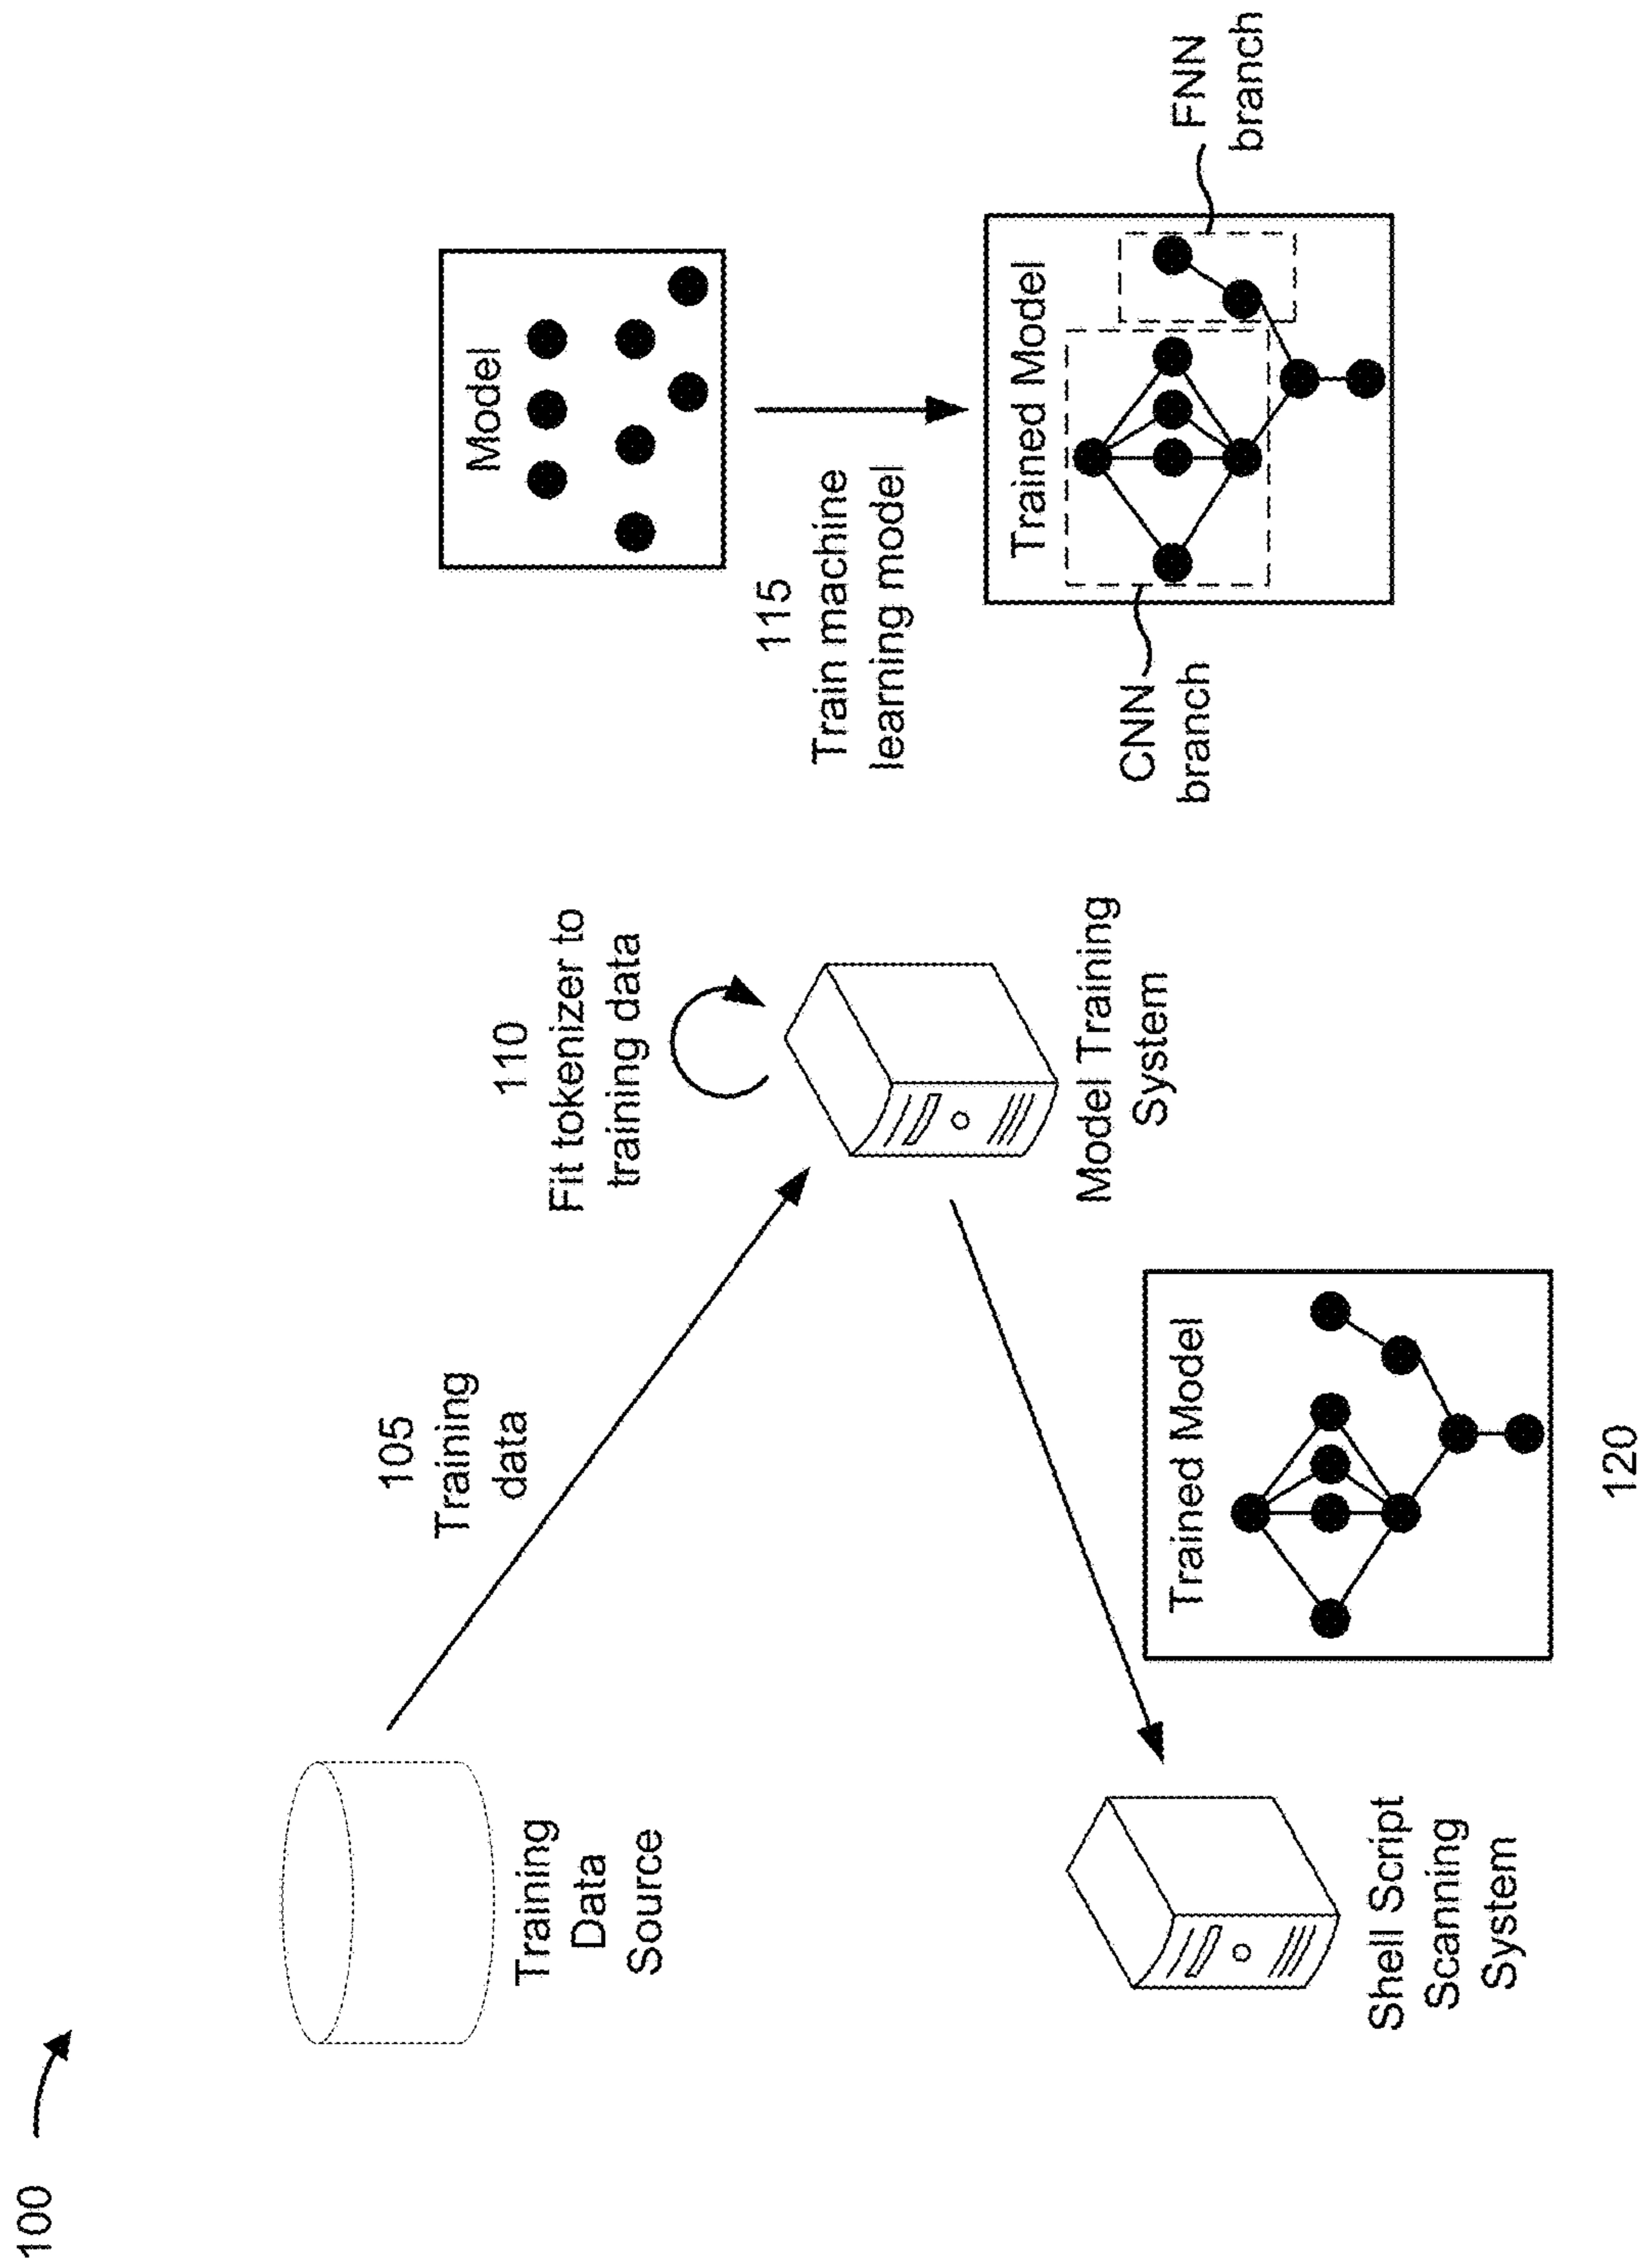 100
Training
Data
Source
105
Training
data
110
Fit tokenizer to
training data
Model Training
System
Model
115
Train machine
learning model
Trained Model
CNN
branch
FNN
branch
Shell Script
Scanning
System
Trained Model
120